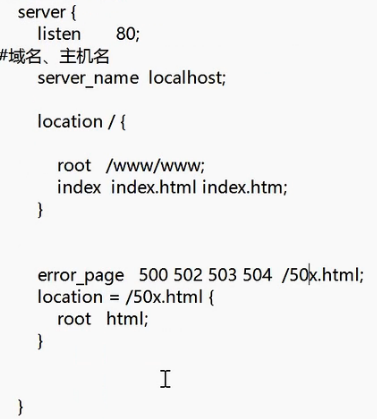 server {
listen 80;
#域名、主机名
server_name localhost;
location / {
root /www/www;
index index.html index.htm;
}
error_page 500 502 503 504 /50x.html;
location = /50x.html {
root html;
}
}